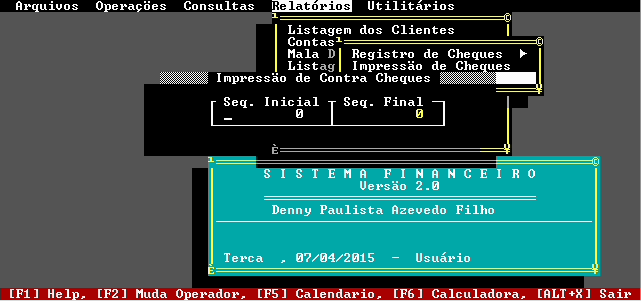 Arquivos Operações Consultas Relatórios Utilitários
Listagem dos Clientes
Contas
Mala D Registro de Cheques
Listag Impressão de Cheques
Impressão de Contra Cheques
Seq. Inicial Seq. Final
0 0
S I S T E M A F I N A N C E I R O
Versão 2.0
Denny Paulista Azevedo Filho
Terca , 07/04/2015 - Usuário
[F1] Help, [F2] Muda Operador, [F5] Calendario, [F6] Calculadora, [ALT+X] Sair